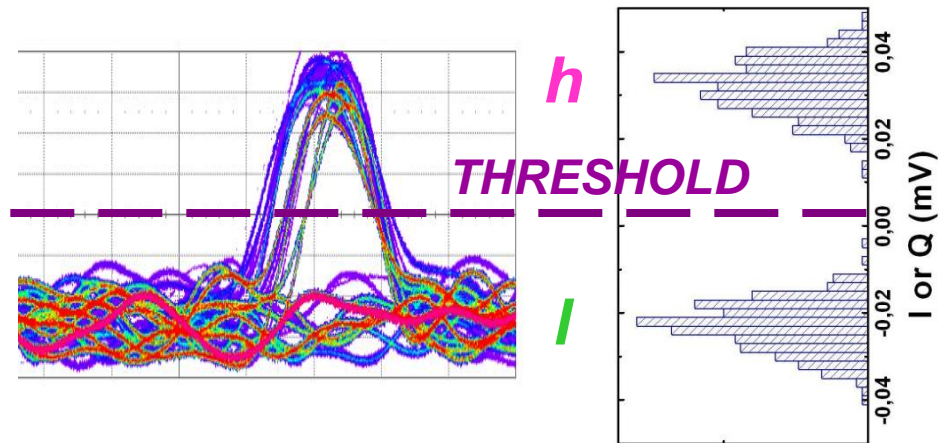 h
THRESHOLD
l
0,04
0,02
0,00
-0,02
-0,04
I or Q (mV)